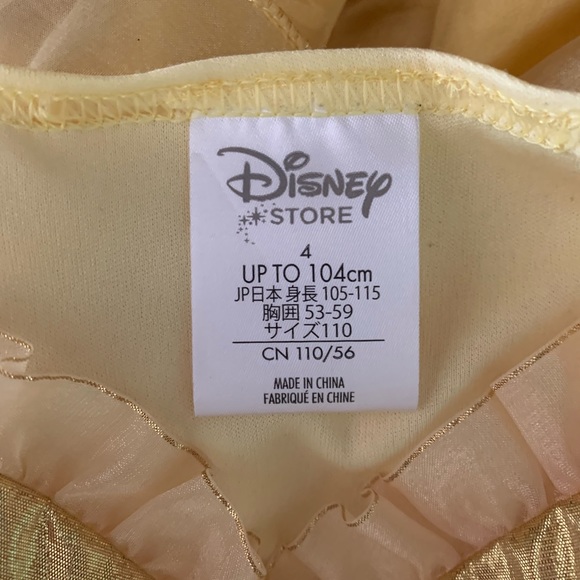 Disney
STORE
4
UP TO 104cm
JP日本 身長 105-115
胸囲 53-59
サイズ110
CN 110/56
MADE IN CHINA
FABRIQUÉ EN CHINE